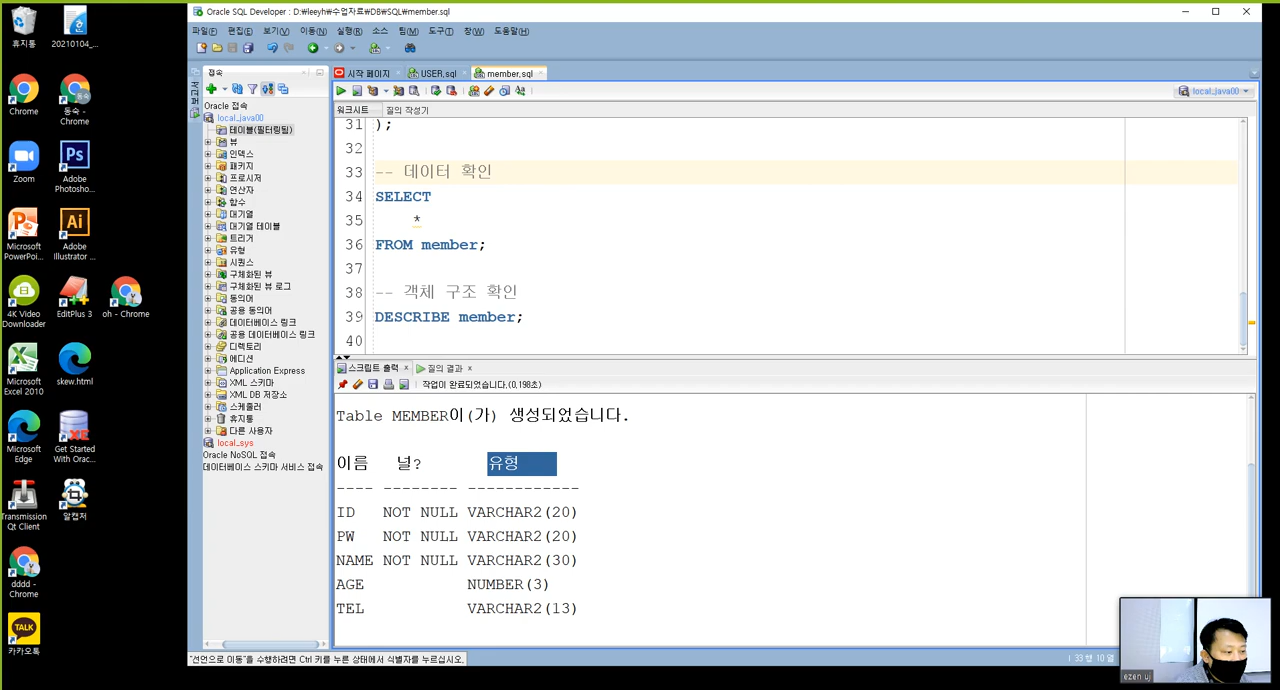 휴지통
20210104_...
Chrome
동숙 -
Chrome
Zoom
Adobe
Photosho...
Microsoft
PowerPoi...
Adobe
Illustrator ...
4K Video
Downloader
EditPlus 3
oh - Chrome
Microsoft
Excel 2010
skew.html
Microsoft
Edge
Get Started
With Orac...
Transmission
Qt Client
알캡처
dddd -
Chrome
카카오톡
Oracle SQL Developer : D:\leeyh\수업자료\DB\SQL\member.sql
파일(F) 편집(E) 보기(V) 이동(N) 실행(R) 소스 팀(M) 도구(T) 창(W) 도움말(H)
접속
Oracle 접속
local_java00
테이블(필터링됨)
뷰
인덱스
패키지
프로시저
연산자
함수
대기열
대기열 테이블
트리거
유형
시퀀스
구체화된 뷰
구체화된 뷰 로그
동의어
공용 동의어
데이터베이스 링크
공용 데이터베이스 링크
디렉토리
에디션
Application Express
XML 스키마
XML DB 저장소
스케줄러
휴지통
다른 사용자
local_sys
Oracle NoSQL 접속
데이터베이스 스키마 서비스 접속
시작 페이지 USER.sql member.sql
local_java00
워크시트 질의 작성기
31 );
32
33 -- 데이터 확인
34 SELECT
35 *
36 FROM member;
37
38 -- 객체 구조 확인
39 DESCRIBE member;
40
스크립트 출력 질의 결과
작업이 완료되었습니다.(0,198초)
Table MEMBER이(가) 생성되었습니다.
이름 널? 유형
---- -------- ------------
ID NOT NULL VARCHAR2(20)
PW NOT NULL VARCHAR2(20)
NAME NOT NULL VARCHAR2(30)
AGE NUMBER(3)
TEL VARCHAR2(13)
"선언으로 이동"을 수행하려면 Ctrl 키를 누른 상태에서 식별자를 누르십시오.
33 행 10 열
ezen uj